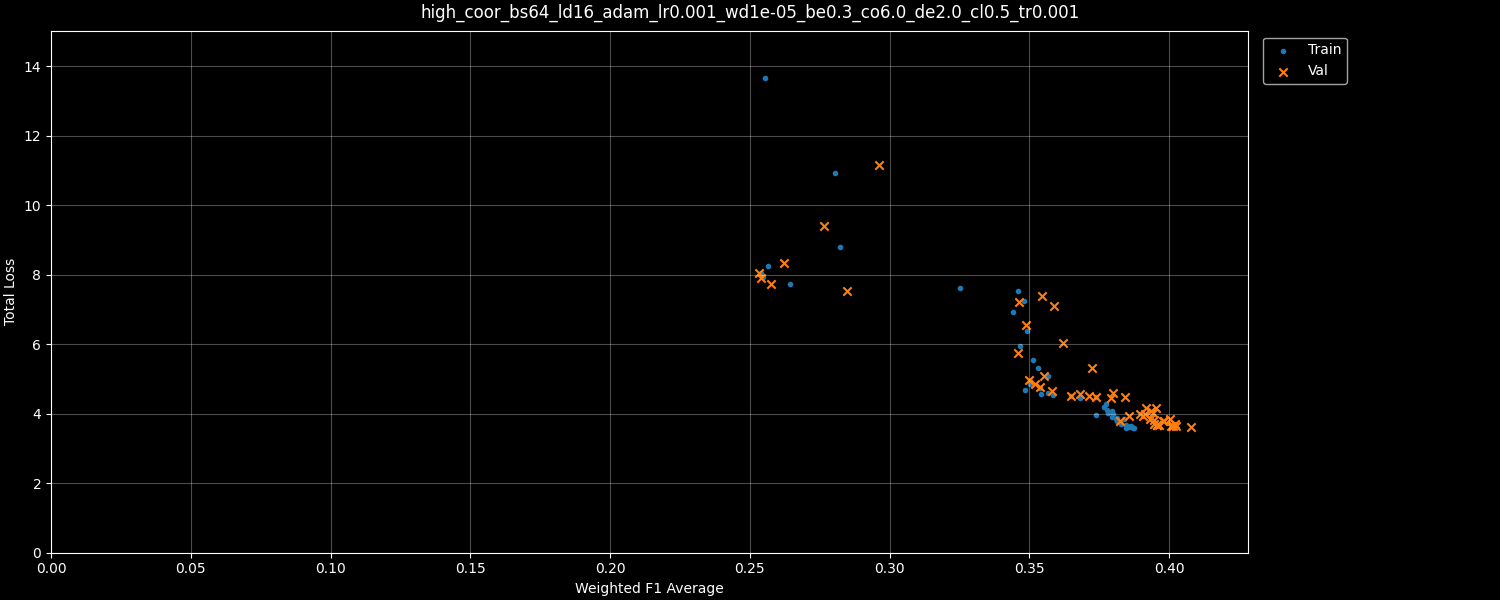 high_coor_bs64_ld16_adam_lr0.001_wd1e-05_be0.3_co6.0_de2.0_cl0.5_tr0.001
Train
Val
14
12
10
8
6
4
2
0
Total Loss
0.00 0.05 0.10 0.15 0.20 0.25 0.30 0.35 0.40
Weighted F1 Average